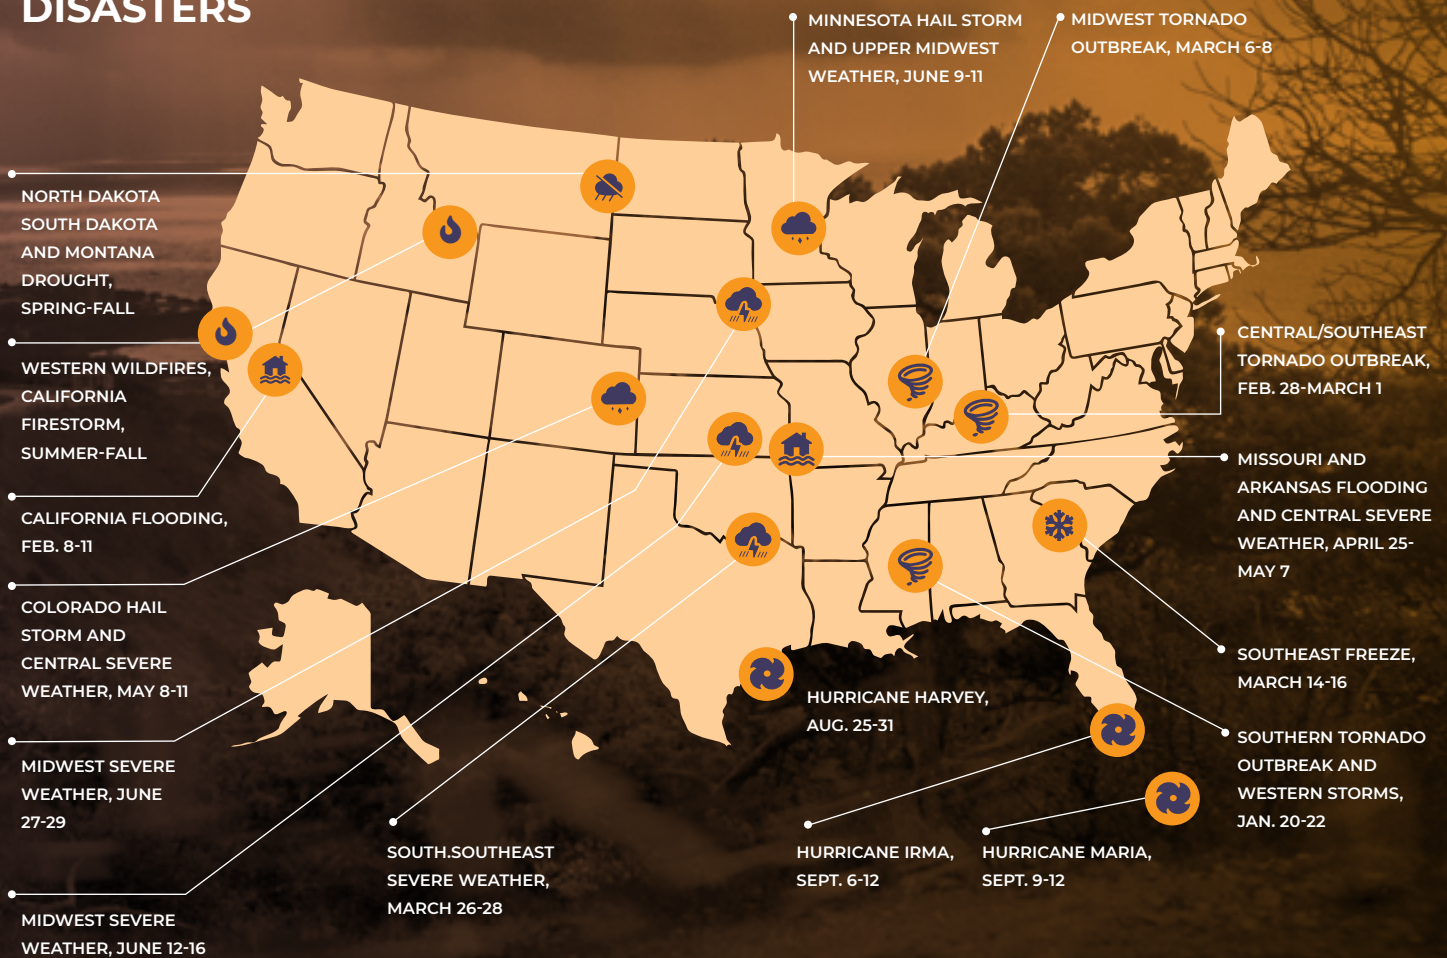 DISASTERS
MINNESOTA HAIL STORM
AND UPPER MIDWEST
WEATHER, JUNE 9-11
MIDWEST TORNADO
OUTBREAK, MARCH 6-8
NORTH DAKOTA
SOUTH DAKOTA
AND MONTANA
DROUGHT,
SPRING-FALL
WESTERN WILDFIRES,
CALIFORNIA
FIRESTORM,
SUMMER-FALL
CALIFORNIA FLOODING,
FEB. 8-11
COLORADO HAIL
STORM AND
CENTRAL SEVERE
WEATHER, MAY 8-11
MIDWEST SEVERE
WEATHER, JUNE
27-29
MIDWEST SEVERE
WEATHER, JUNE 12-16
SOUTH.SOUTHEAST
SEVERE WEATHER,
MARCH 26-28
HURRICANE HARVEY,
AUG. 25-31
HURRICANE IRMA,
SEPT. 6-12
HURRICANE MARIA,
SEPT. 9-12
CENTRAL/SOUTHEAST
TORNADO OUTBREAK,
FEB. 28-MARCH 1
MISSOURI AND
ARKANSAS FLOODING
AND CENTRAL SEVERE
WEATHER, APRIL 25-
MAY 7
SOUTHEAST FREEZE,
MARCH 14-16
SOUTHERN TORNADO
OUTBREAK AND
WESTERN STORMS,
JAN. 20-22